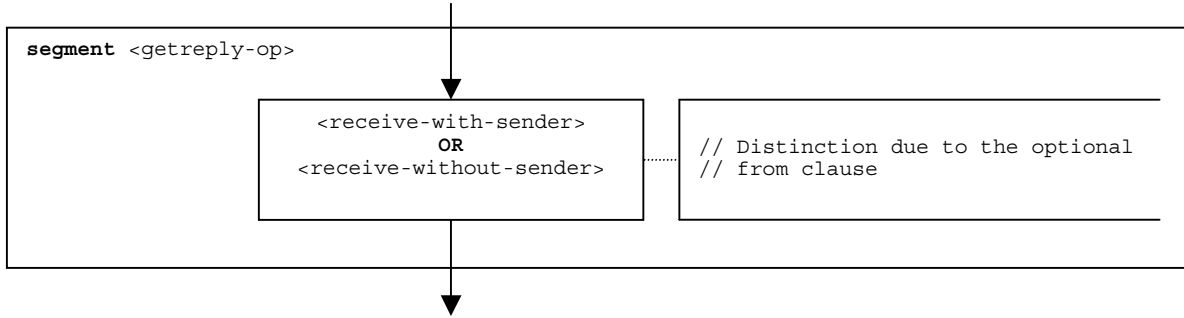 segment <getreply-op>
<receive-with-sender>
OR
<receive-without-sender>
// Distinction due to the optional
// from clause